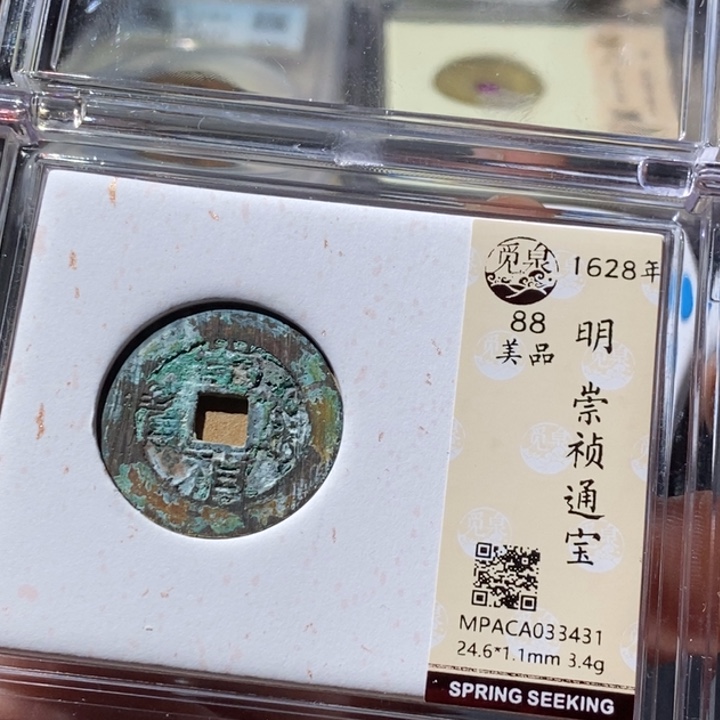 觅泉
1628年
88
美品
明 崇祯通宝
MPACA033431
24.6*1.1mm 3.4g
SPRING SEEKING